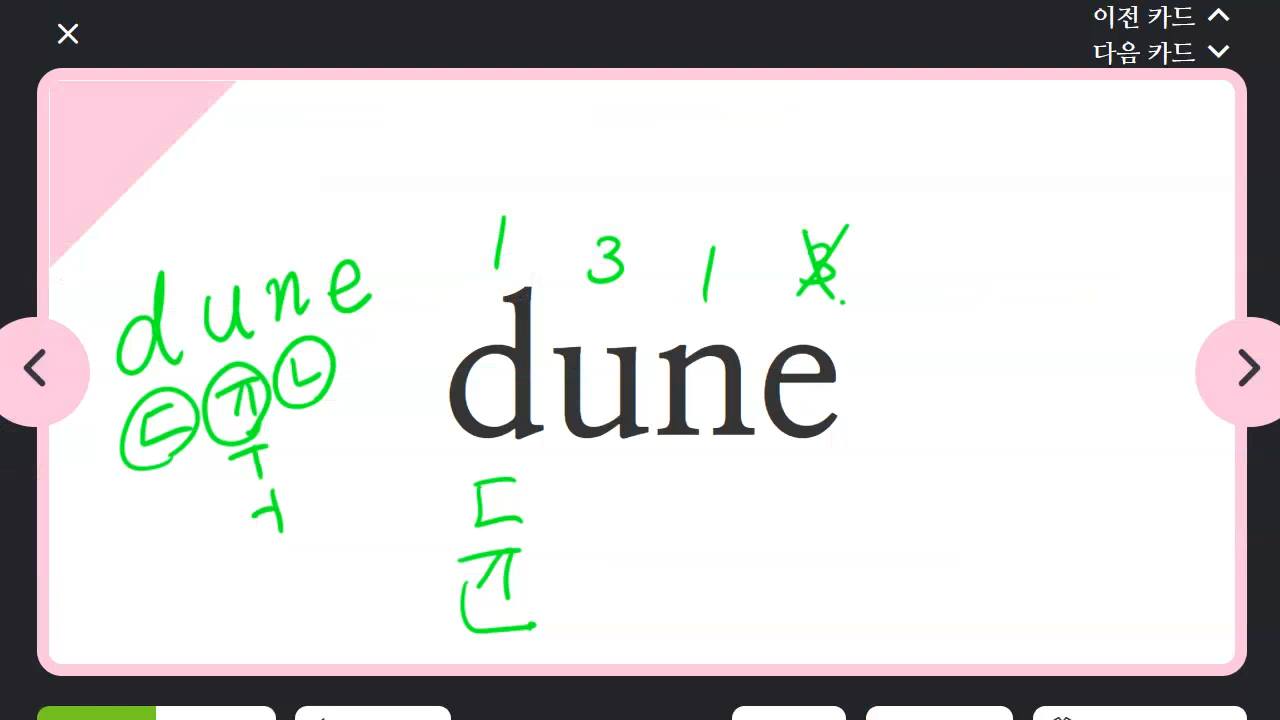 이전 카드
다음 카드
1 3 1
dune
dune
ㄷ ㅠ ㄴ
ㅜ
ㅓ
듄